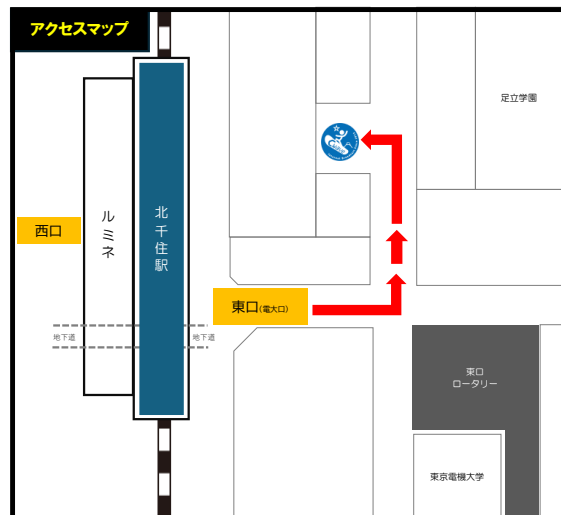 アクセスマップ
足立学園
西口
ルミネ
北千住駅
東口(電大口)
地下道
地下道
東口
ロータリー
東京電機大学